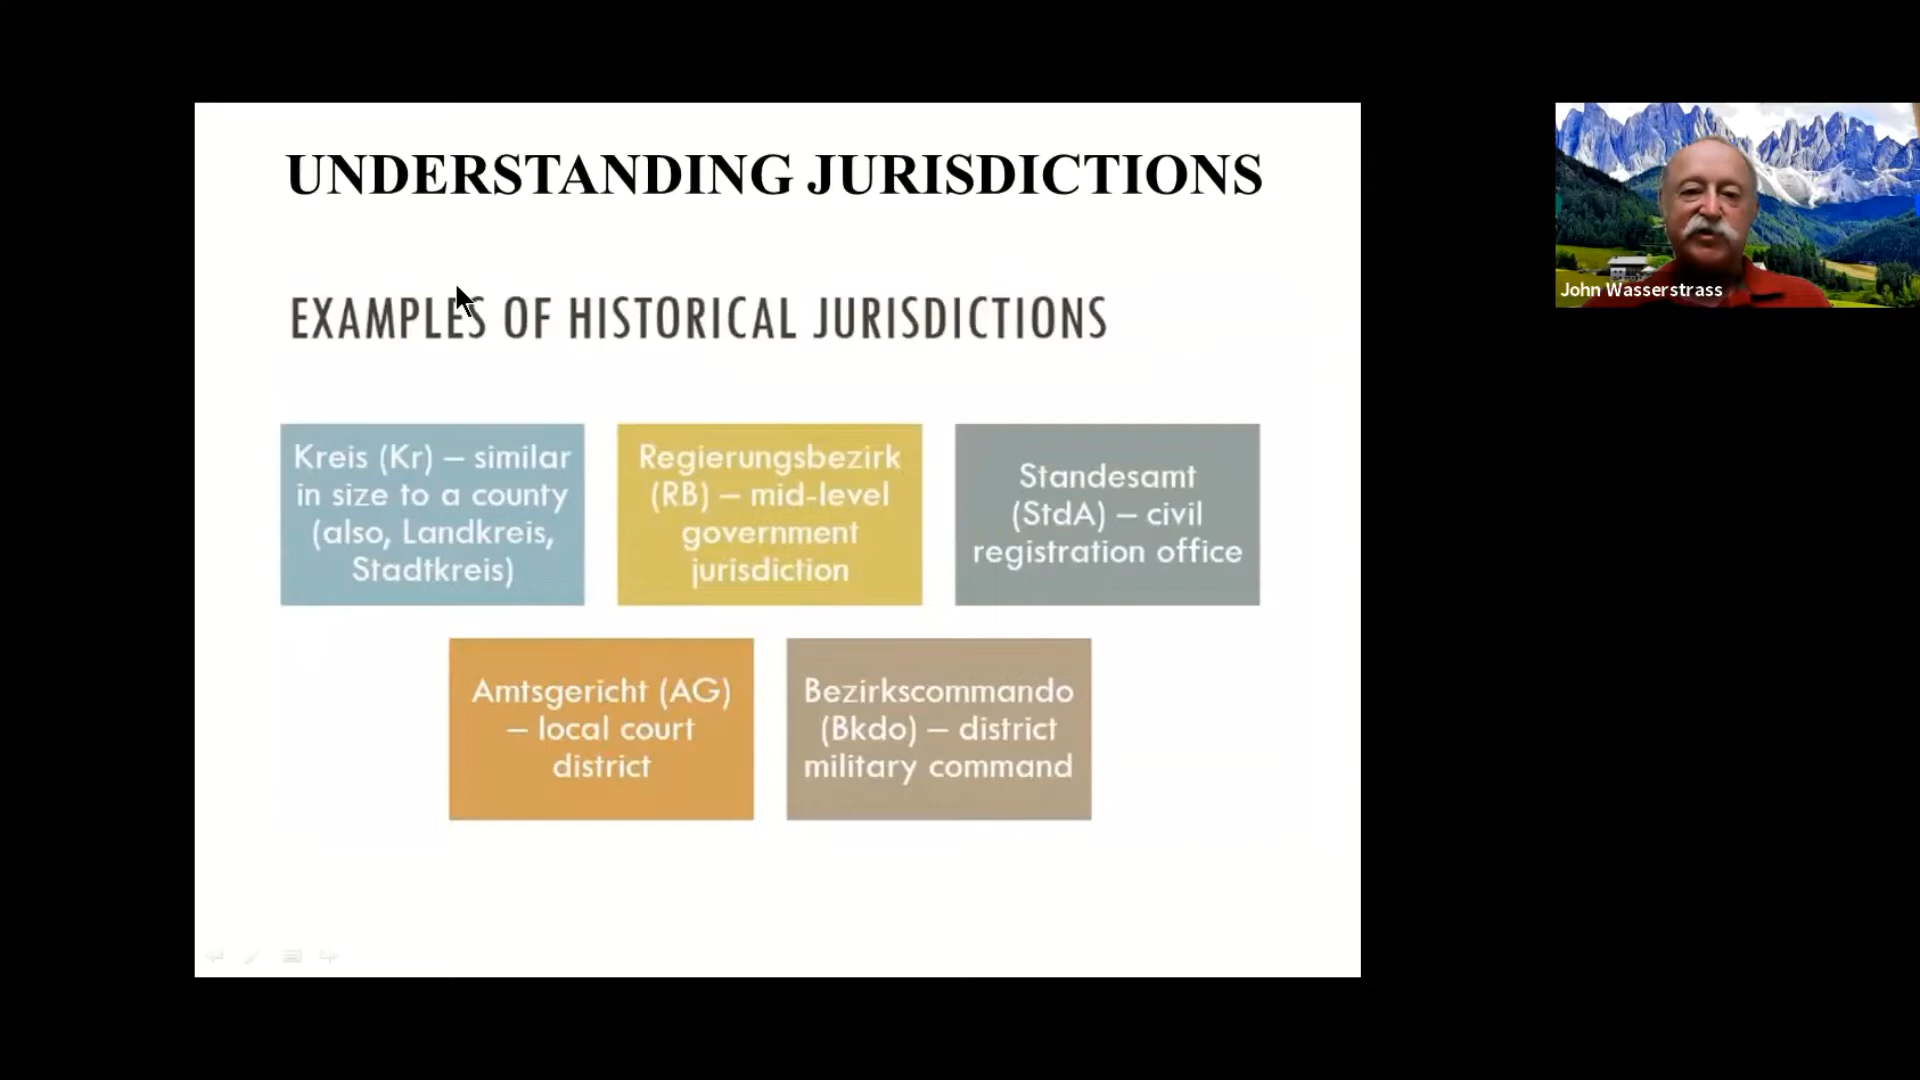 UNDERSTANDING JURISDICTIONS
EXAMPLES OF HISTORICAL JURISDICTIONS
Kreis (Kr) – similar
in size to a county
(also, Landkreis,
Stadtkreis)
Regierungsbezirk
(RB) – mid-level
government
jurisdiction
Standesamt
(StdA) – civil
registration office
Amtsgericht (AG)
– local court
district
Bezirkscommando
(Bkdo) – district
military command
John Wasserstrass